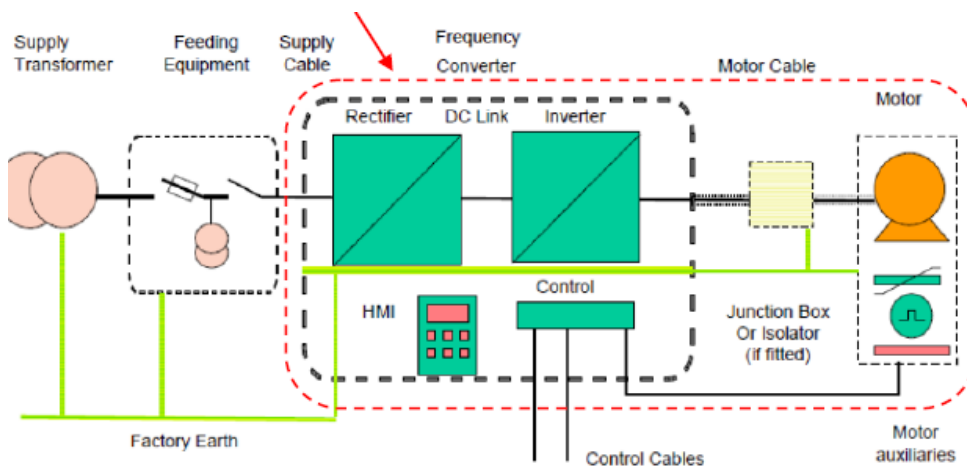 Supply
Transformer
Feeding
Equipment
Supply
Cable
Frequency
Converter
Motor Cable
Motor
Rectifier
DC Link
Inverter
HMI
Control
Junction Box
Or Isolator
(if fitted)
Factory Earth
Control Cables
Motor
auxiliaries